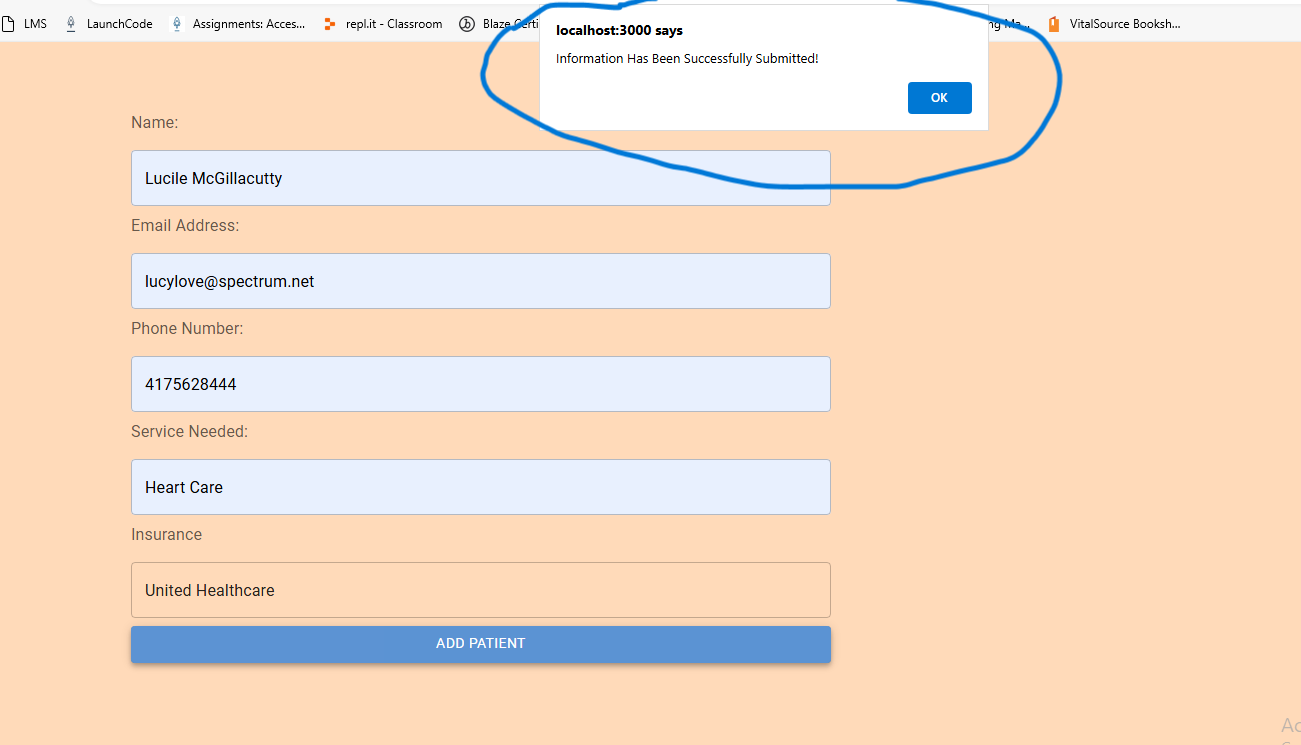 LMS LaunchCode Assignments: Acces... repl.it - Classroom Blaze Certi ng Ma... VitalSource Booksh...
localhost:3000 says
Information Has Been Successfully Submitted!
OK
Name:
Lucile McGillacutty
Email Address:
lucylove@spectrum.net
Phone Number:
4175628444
Service Needed:
Heart Care
Insurance
United Healthcare
ADD PATIENT
Ac